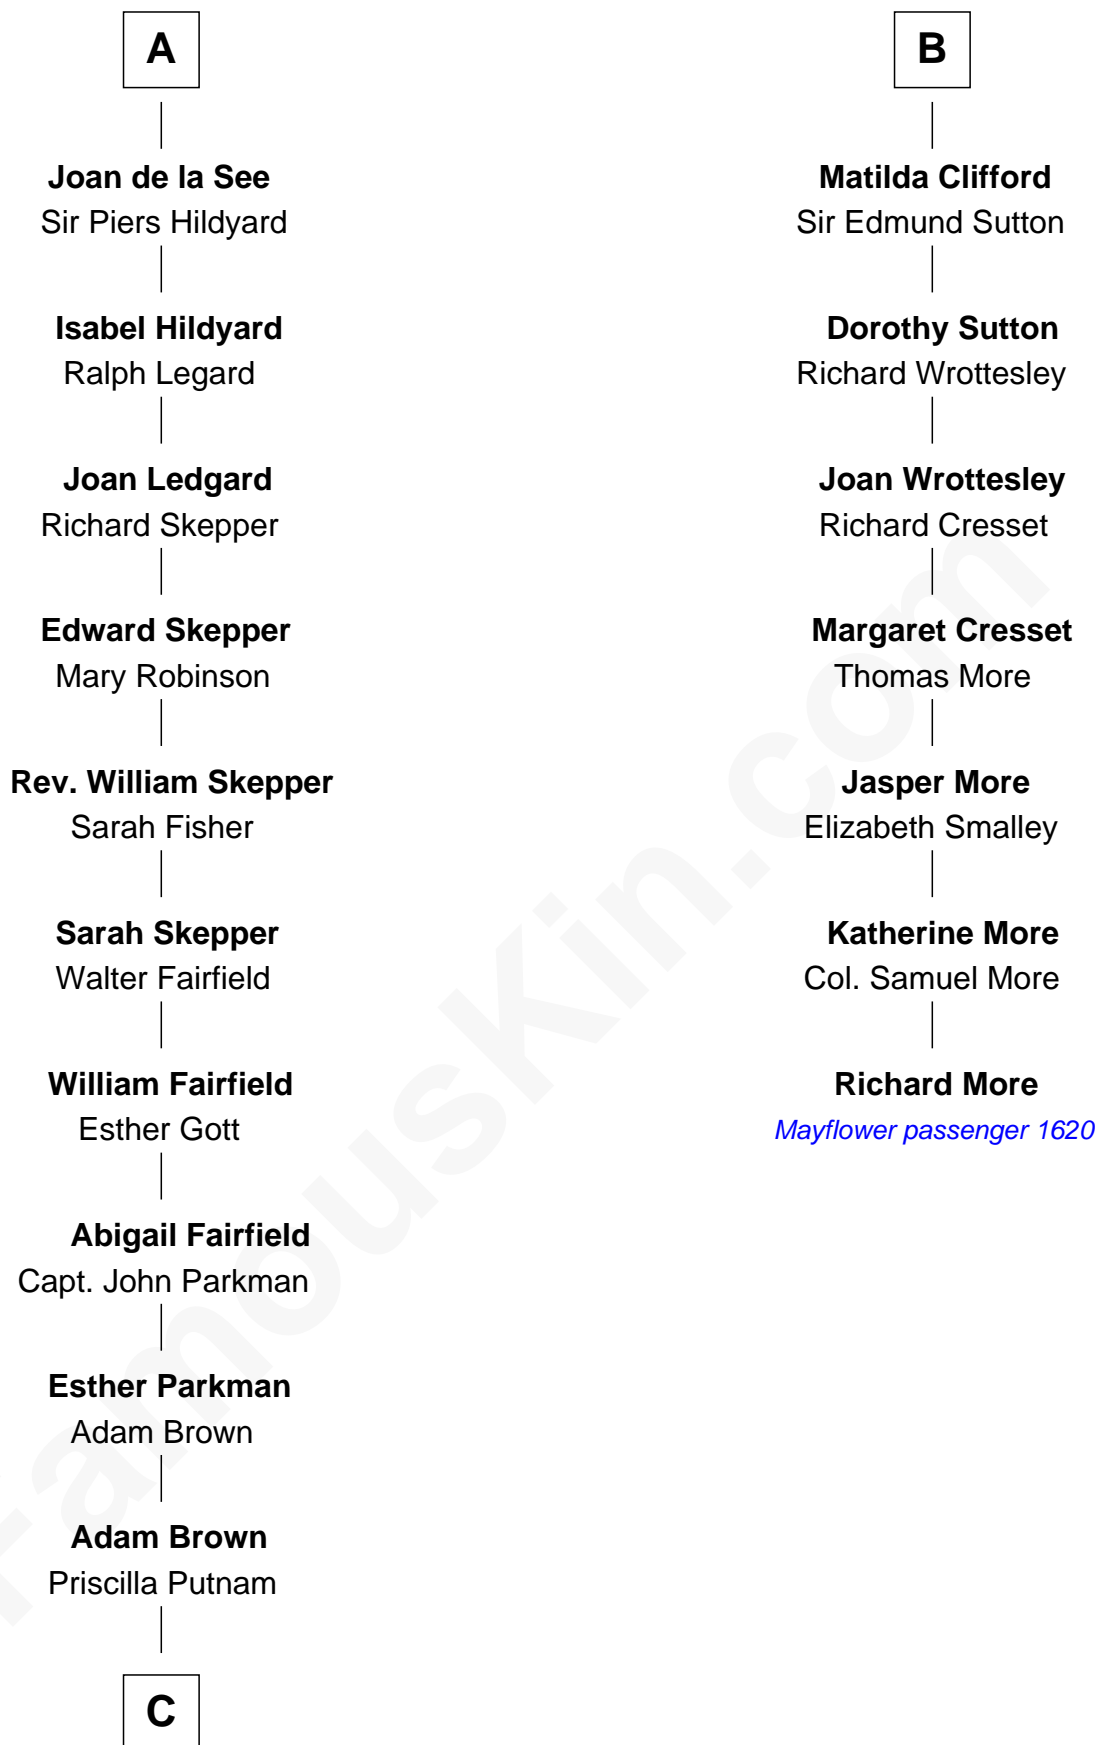 A
Joan de la See
Sir Piers Hildyard
Isabel Hildyard
Ralph Legard
Joan Ledgard
Richard Skepper
Edward Skepper
Mary Robinson
Rev. William Skepper
Sarah Fisher
Sarah Skepper
Walter Fairfield
William Fairfield
Esther Gott
Abigail Fairfield
Capt. John Parkman
Esther Parkman
Adam Brown
Adam Brown
Priscilla Putnam
C
B
Matilda Clifford
Sir Edmund Sutton
Dorothy Sutton
Richard Wrottesley
Joan Wrottesley
Richard Cresset
Margaret Cresset
Thomas More
Jasper More
Elizabeth Smalley
Katherine More
Col. Samuel More
Richard More
Mayflower passenger 1620
FamousKin.com